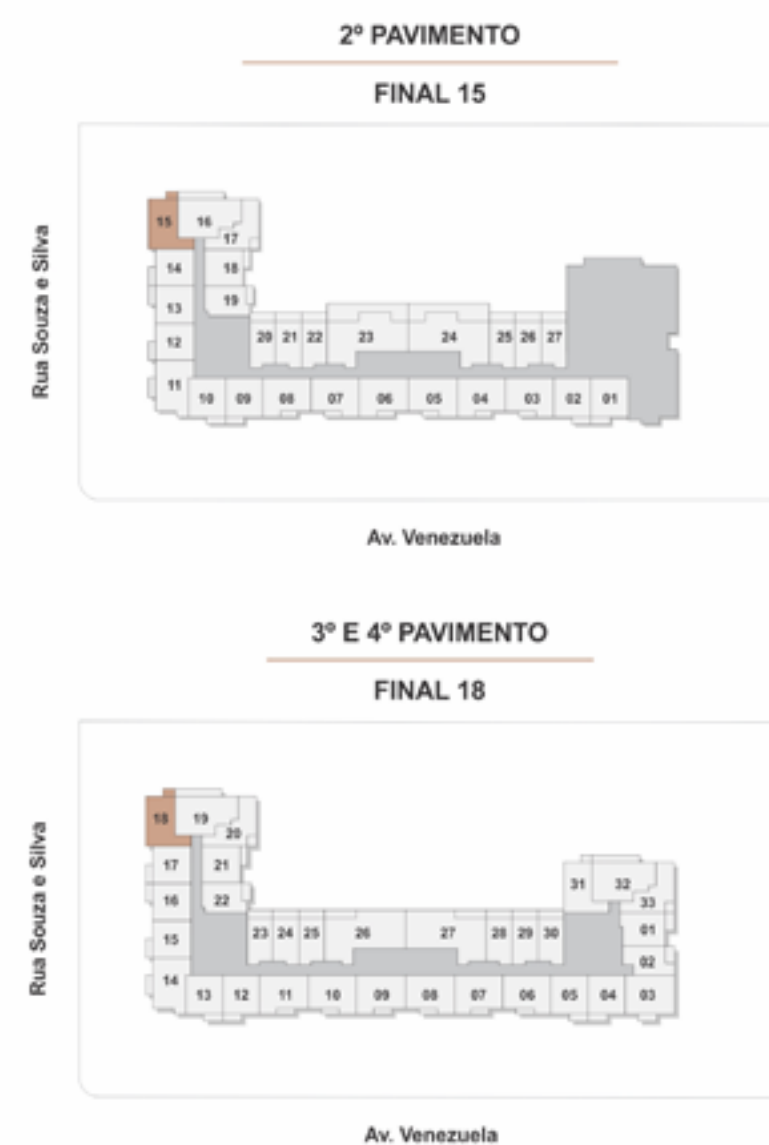 2º PAVIMENTO
FINAL 15
Rua Souza e Silva
15 16
17
14 18
13 19
12 20 21 22 23 24 25 26 27
11
10 09 08 07 06 05 04 03 02 01
Av. Venezuela
3º E 4º PAVIMENTO
FINAL 18
Rua Souza e Silva
18 19
20
17 21 31 32
16 22 33
15 23 24 25 26 27 28 29 30 01
02
14
13 12 11 10 09 08 07 06 05 04 03
Av. Venezuela